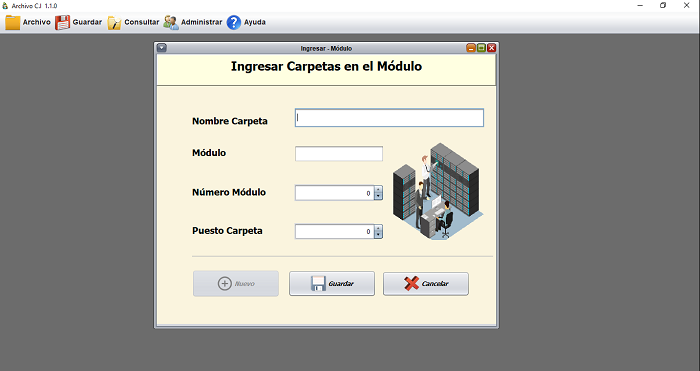 Archivo CJ 1.1.0
Archivo Guardar Consultar Administrar Ayuda
Ingresar - Módulo
Ingresar Carpetas en el Módulo
Nombre Carpeta
Módulo
Número Módulo 0
Puesto Carpeta 0
Nuevo Guardar Cancelar